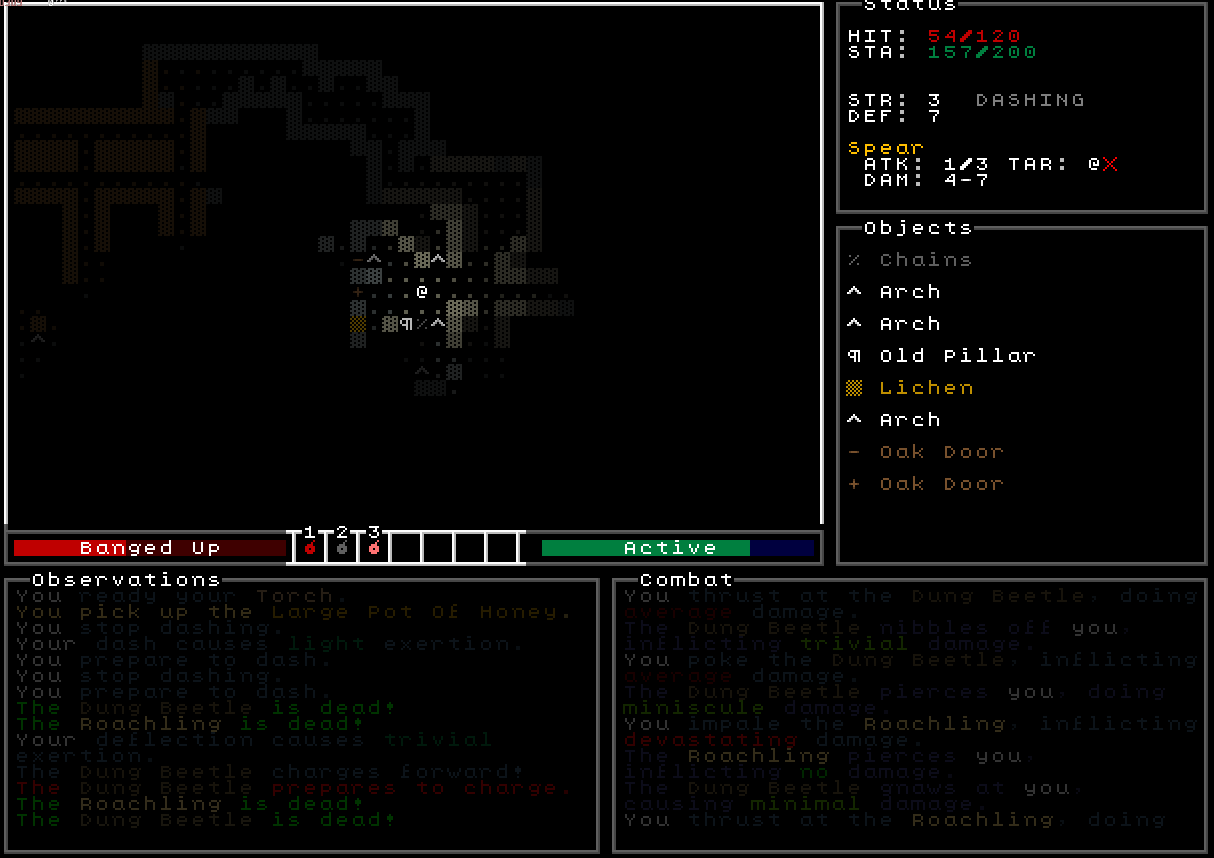 Status
HIT: 54/120
STA: 157/200
STR: 3 DASHING
DEF: 7
Spear
ATK: 1/3 TAR: @X
DAM: 4-7
Objects
% Chains
^ Arch
^ Arch
¶ Old Pillar
▒ Lichen
^ Arch
- Oak Door
+ Oak Door
1 2 3
Banged Up
Active
Observations
You ready your Torch.
You pick up the Large Pot Of Honey.
You stop dashing.
Your dash causes light exertion.
You prepare to dash.
You stop dashing.
You prepare to dash.
The Dung Beetle is dead!
The Roachling is dead!
Your deflection causes trivial
exertion.
The Dung Beetle charges forward!
The Dung Beetle prepares to charge.
The Roachling is dead!
The Dung Beetle is dead!
Combat
You thrust at the Dung Beetle, doing
average damage.
The Dung Beetle nibbles off you,
inflicting trivial damage.
You poke the Dung Beetle, inflicting
average damage.
The Dung Beetle pierces you, doing
miniscule damage.
You impale the Roachling, inflicting
devastating damage.
The Roachling pierces you,
inflicting no damage.
The Dung Beetle gnaws at you,
causing minimal damage.
You thrust at the Roachling, doing